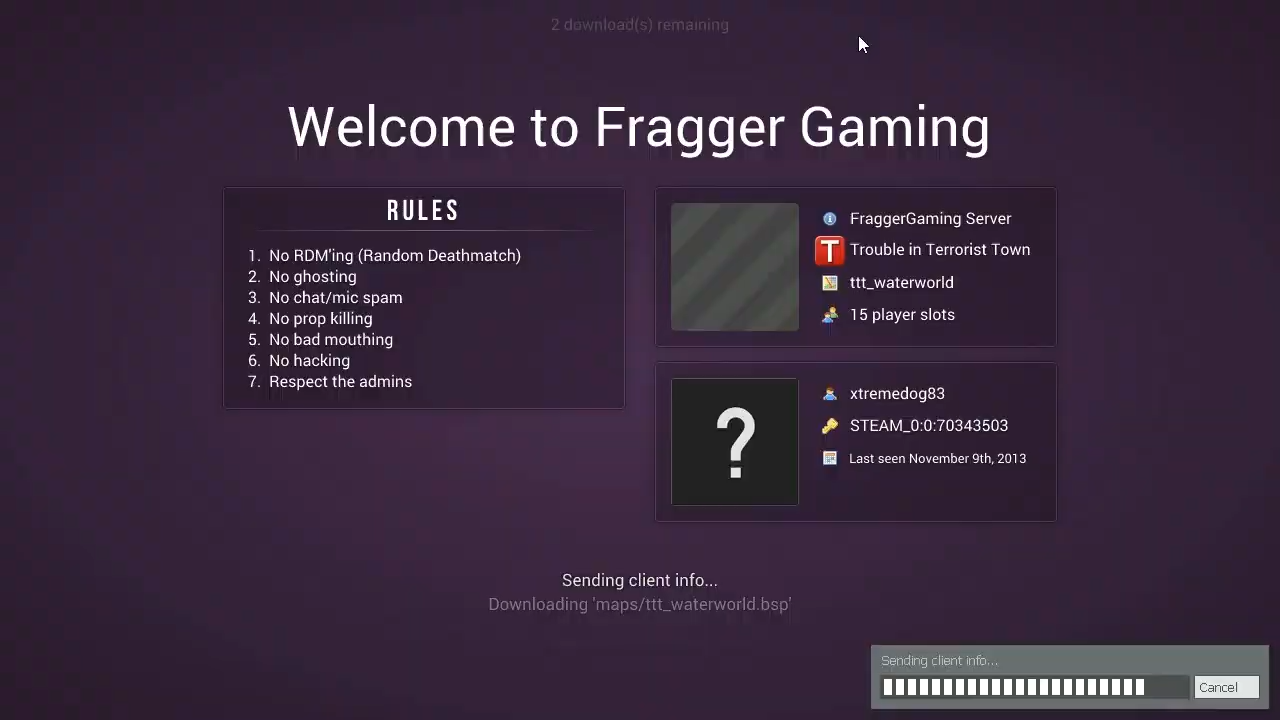 2 download(s) remaining
Welcome to Fragger Gaming
RULES
1. No RDM'ing (Random Deathmatch)
2. No ghosting
3. No chat/mic spam
4. No prop killing
5. No bad mouthing
6. No hacking
7. Respect the admins
FraggerGaming Server
T Trouble in Terrorist Town
ttt_waterworld
15 player slots
?
xtremedog83
STEAM_0:0:70343503
Last seen November 9th, 2013
Sending client info...
Downloading 'maps/ttt_waterworld.bsp'
Sending client info...
Cancel